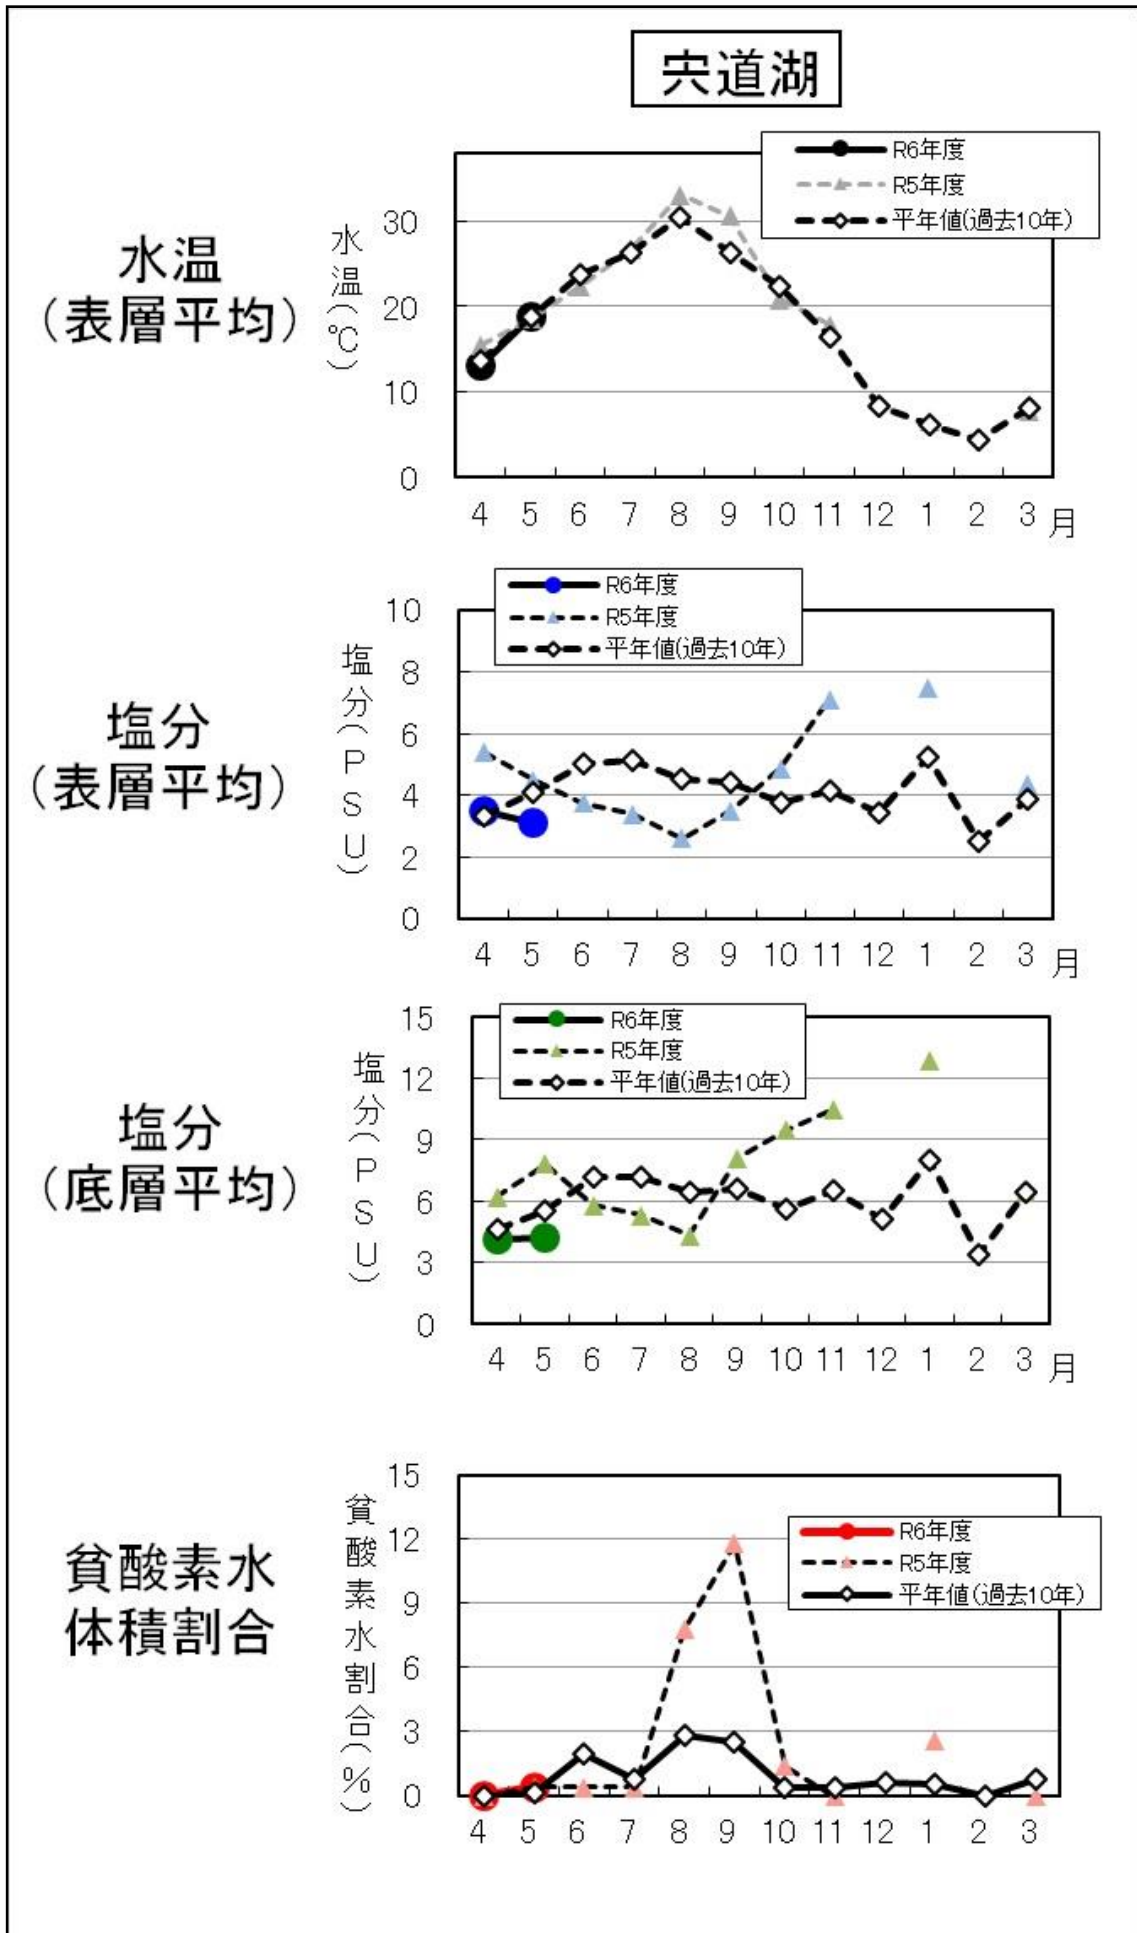 宍道湖
水温
(表層平均)
水温(℃)
R6年度
R5年度
平年値(過去10年)
30
20
10
0
4 5 6 7 8 9 10 11 12 1 2 3 月
塩分
(表層平均)
塩分(PSU)
R6年度
R5年度
平年値(過去10年)
10
8
6
4
2
0
4 5 6 7 8 9 10 11 12 1 2 3 月
塩分
(底層平均)
塩分(PSU)
R6年度
R5年度
平年値(過去10年)
15
12
9
6
3
0
4 5 6 7 8 9 10 11 12 1 2 3 月
貧酸素水
体積割合
貧酸素水割合(%)
R6年度
R5年度
平年値(過去10年)
15
12
9
6
3
0
4 5 6 7 8 9 10 11 12 1 2 3